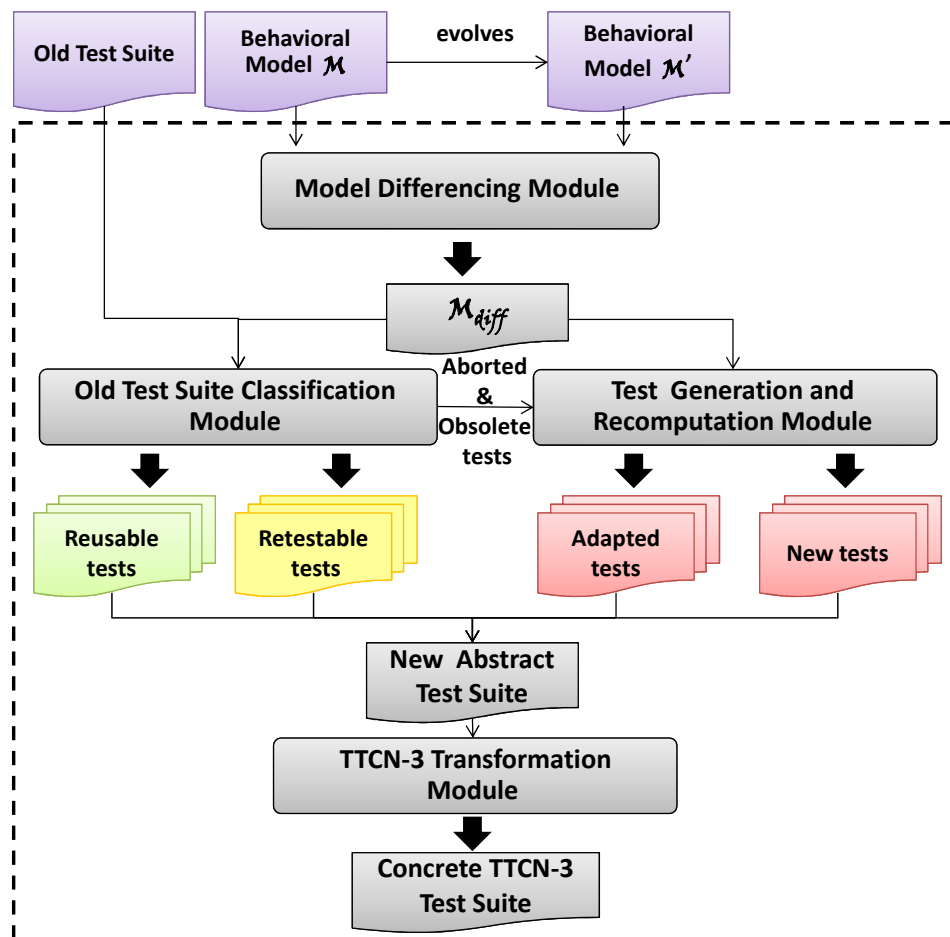 Old Test Suite
Behavioral
Model M
evolves
Behavioral
Model M’
Model Differencing Module
Mdiff
Old Test Suite Classification
Module
Aborted
&
Obsolete
tests
Test Generation and
Recomputation Module
Reusable
tests
Retestable
tests
Adapted
tests
New tests
New Abstract
Test Suite
TTCN-3 Transformation
Module
Concrete TTCN-3
Test Suite